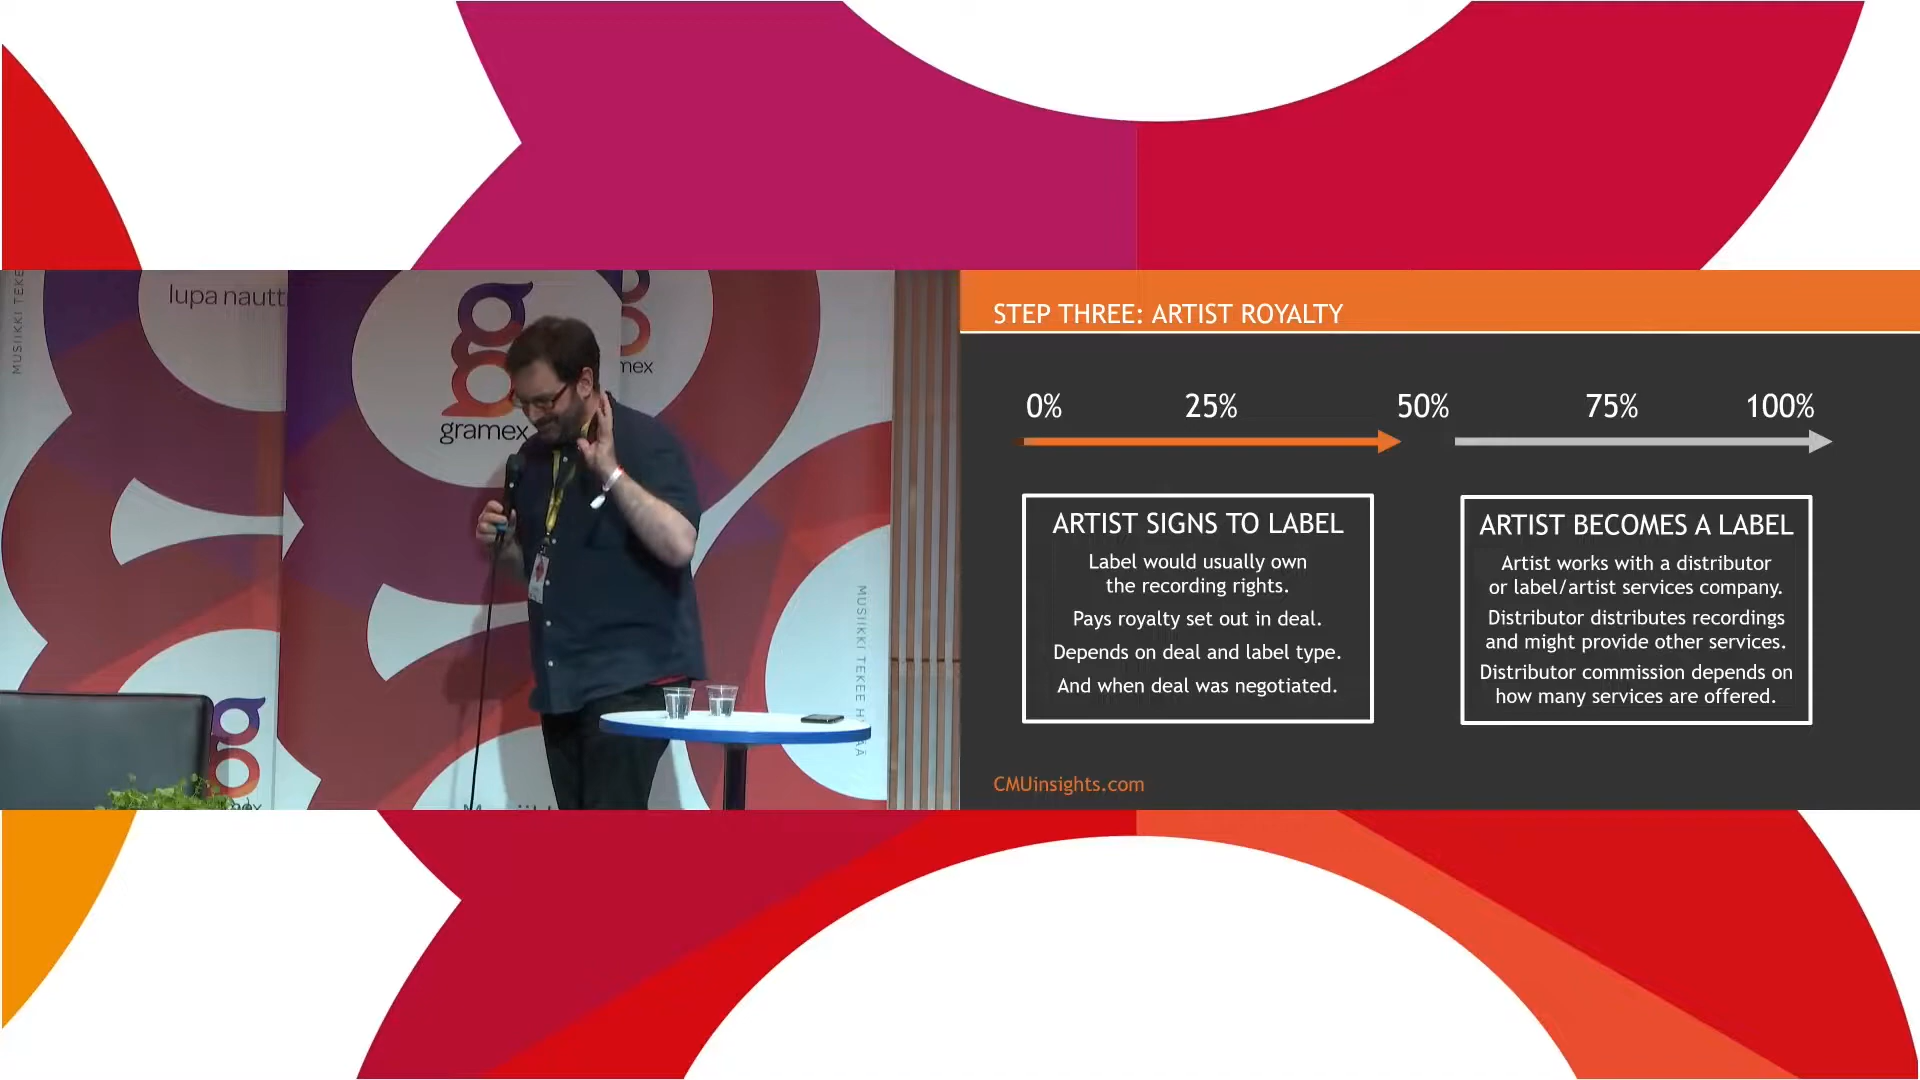 MUSIIKKI TEKE
lupa nautt
gramex
mex
MUSIIKKI TEKEE H
STEP THREE: ARTIST ROYALTY
0% 25% 50% 75% 100%
ARTIST SIGNS TO LABEL
Label would usually own
the recording rights.
Pays royalty set out in deal.
Depends on deal and label type.
And when deal was negotiated.
ARTIST BECOMES A LABEL
Artist works with a distributor
or label/artist services company.
Distributor distributes recordings
and might provide other services.
Distributor commission depends on
how many services are offered.
CMUinsights.com